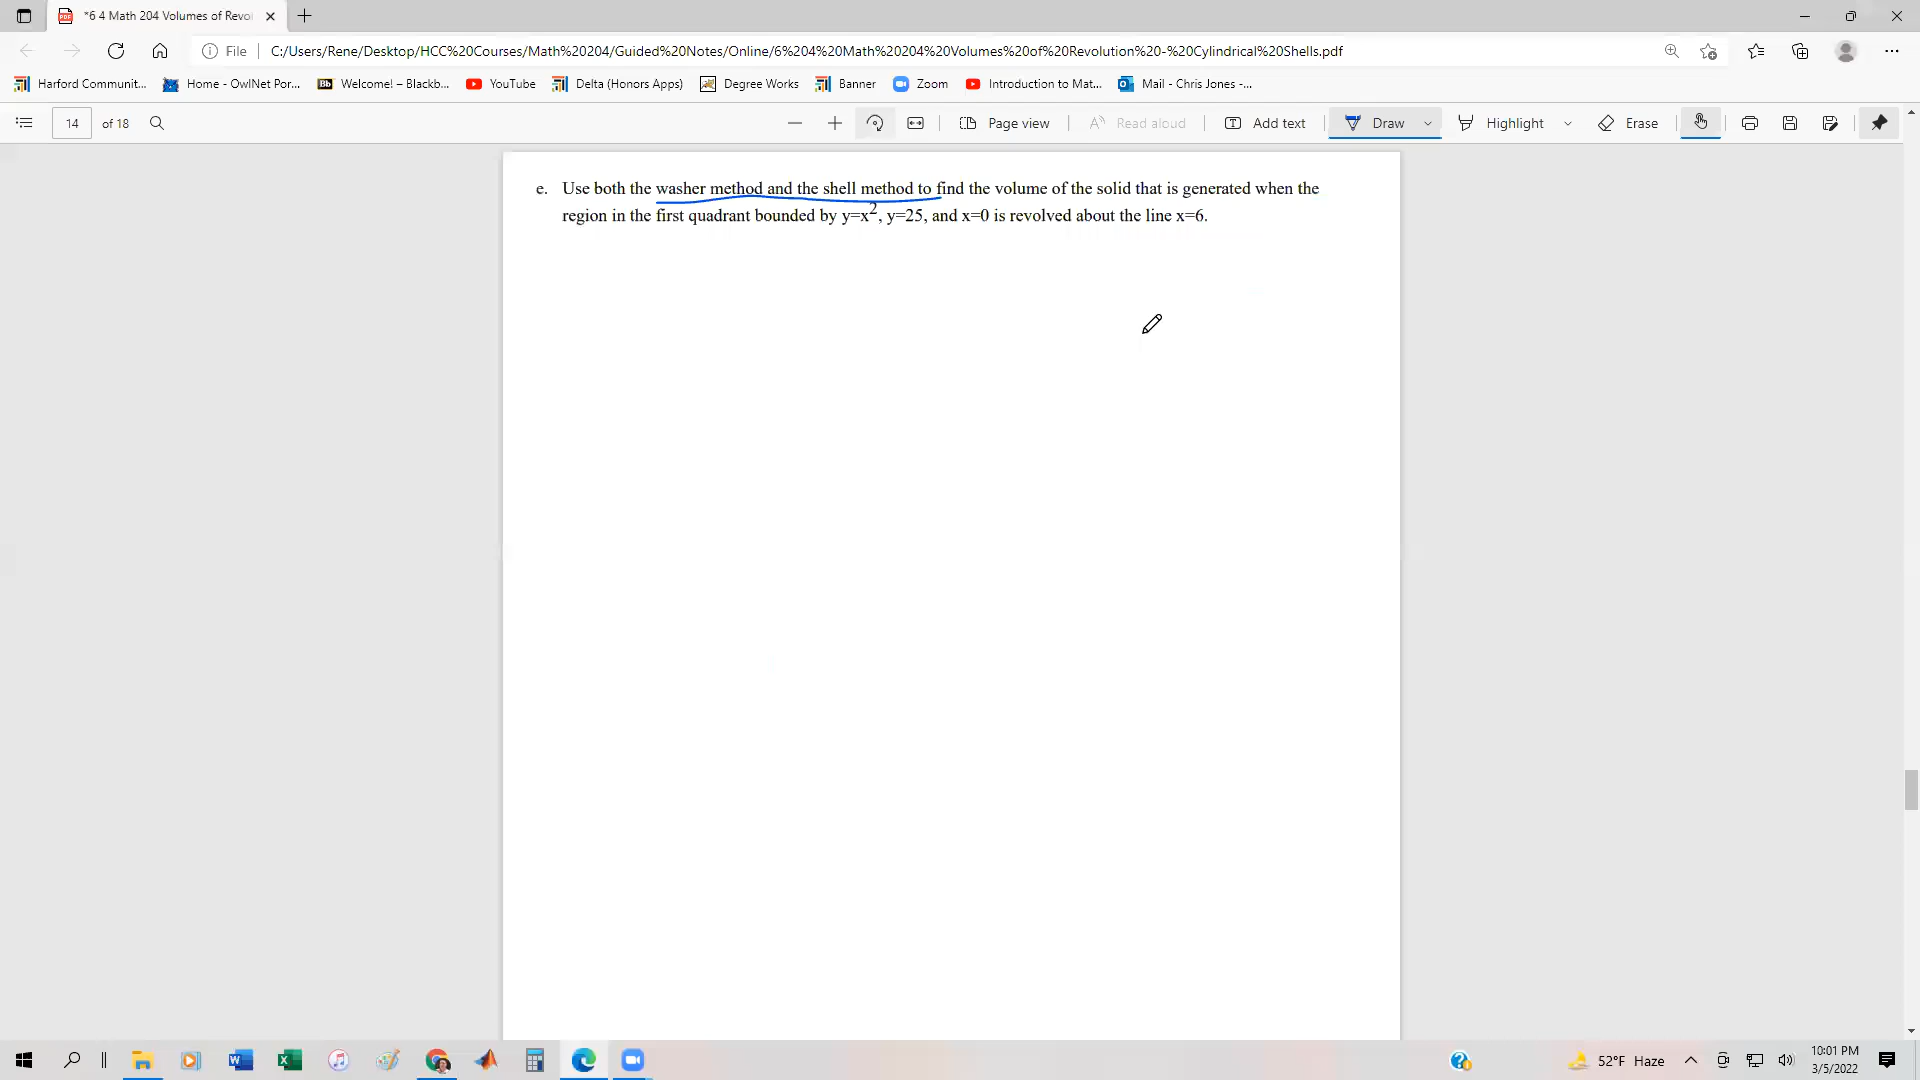 *6 4 Math 204 Volumes of Revo
File
C:/Users/Rene/Desktop/HCC%20Courses/Math%20204/Guided%20Notes/Online/6%204%20Math%20204%20Volumes%20of%20Revolution%20-%20Cylindrical%20Shells.pdf
Harford Communit... Home - OwlNet Por... Bb Welcome! – Blackb... YouTube Delta (Honors Apps) Degree Works Banner Zoom Introduction to Mat... Mail - Chris Jones -...
14 of 18 Page view Read aloud Add text Draw Highlight Erase
e. Use both the washer method and the shell method to find the volume of the solid that is generated when the
region in the first quadrant bounded by y=x², y=25, and x=0 is revolved about the line x=6.
52°F Haze
10:01 PM
3/5/2022